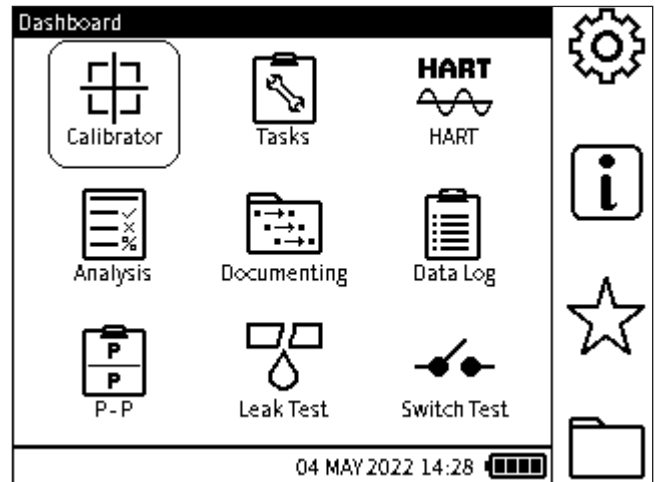 Dashboard
HART
Calibrator Tasks HART
Analysis Documenting Data Log
P
P
P-P Leak Test Switch Test
04 MAY 2022 14:28
i
%